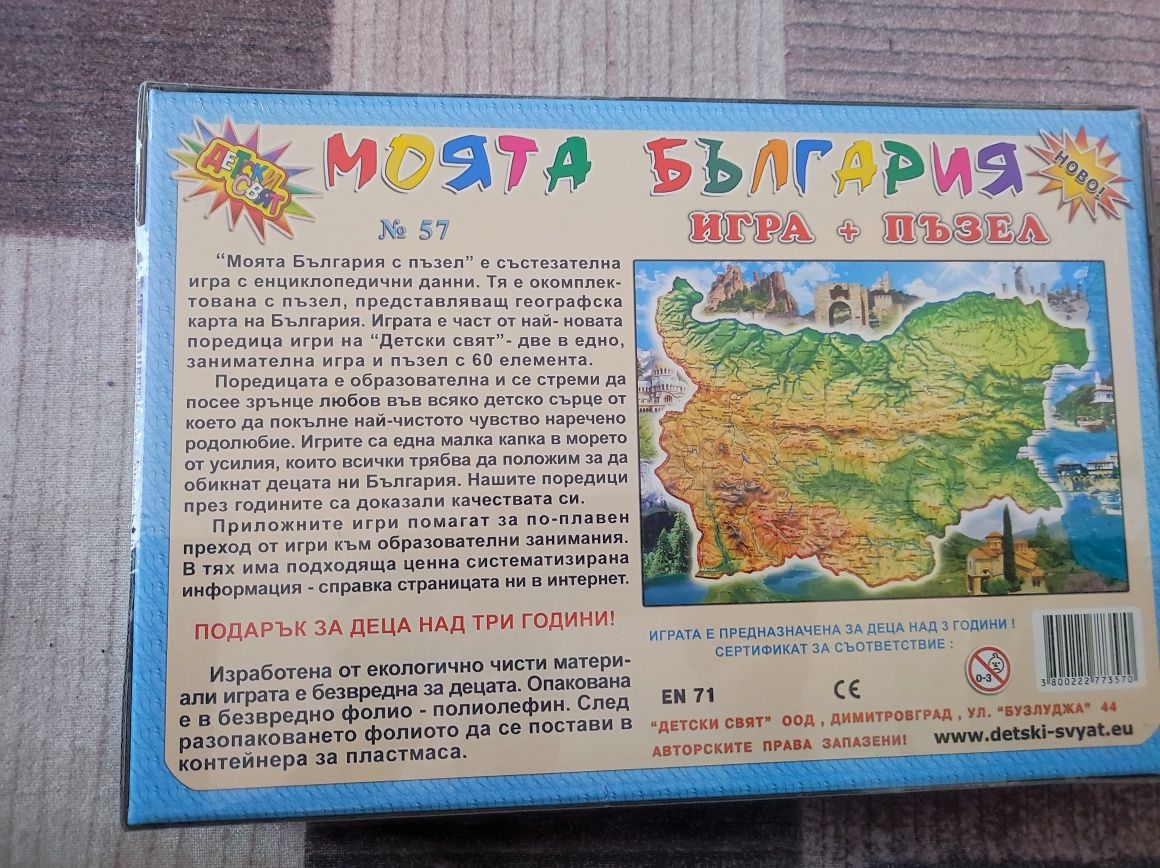 ДЕТСКИ СВЯТ
МОЯТА БЪЛГАРИЯ
НОВО!
№ 57
ИГРА + ПЪЗЕЛ
“Моята България с пъзел” е състезателна
игра с енциклопедични данни. Тя е окомплек-
тована с пъзел, представляващ географска
карта на България. Играта е част от най- новата
поредица игри на “Детски свят”- две в едно,
занимателна игра и пъзел с 60 елемента.
Поредицата е образователна и се стреми да
посее зрънце любов във всяко детско сърце от
което да покълне най-чистото чувство наречено
родолюбие. Игрите са една малка капка в морето
от усилия, които всички трябва да положим за да
обикнат децата ни България. Нашите поредици
през годините са доказали качествата си.
Приложните игри помагат за по-плавен
преход от игри към образователни занимания.
В тях има подходяща ценна систематизирана
информация - справка страницата ни в интернет.
ПОДАРЪК ЗА ДЕЦА НАД ТРИ ГОДИНИ!
Изработена от екологично чисти матери-
али играта е безвредна за децата. Опакована
е в безвредно фолио - полиолефин. След
разопаковането фолиото да се постави в
контейнера за пластмаса.
ИГРАТА Е ПРЕДНАЗНАЧЕНА ЗА ДЕЦА НАД 3 ГОДИНИ !
СЕРТИФИКАТ ЗА СЪОТВЕТСТВИЕ :
0-3
3 800222 773570
EN 71
CE
“ДЕТСКИ СВЯТ” ООД , ДИМИТРОВГРАД , УЛ. “БУЗЛУДЖА” 44
АВТОРСКИТЕ ПРАВА ЗАПАЗЕНИ!
www.detski-svyat.eu